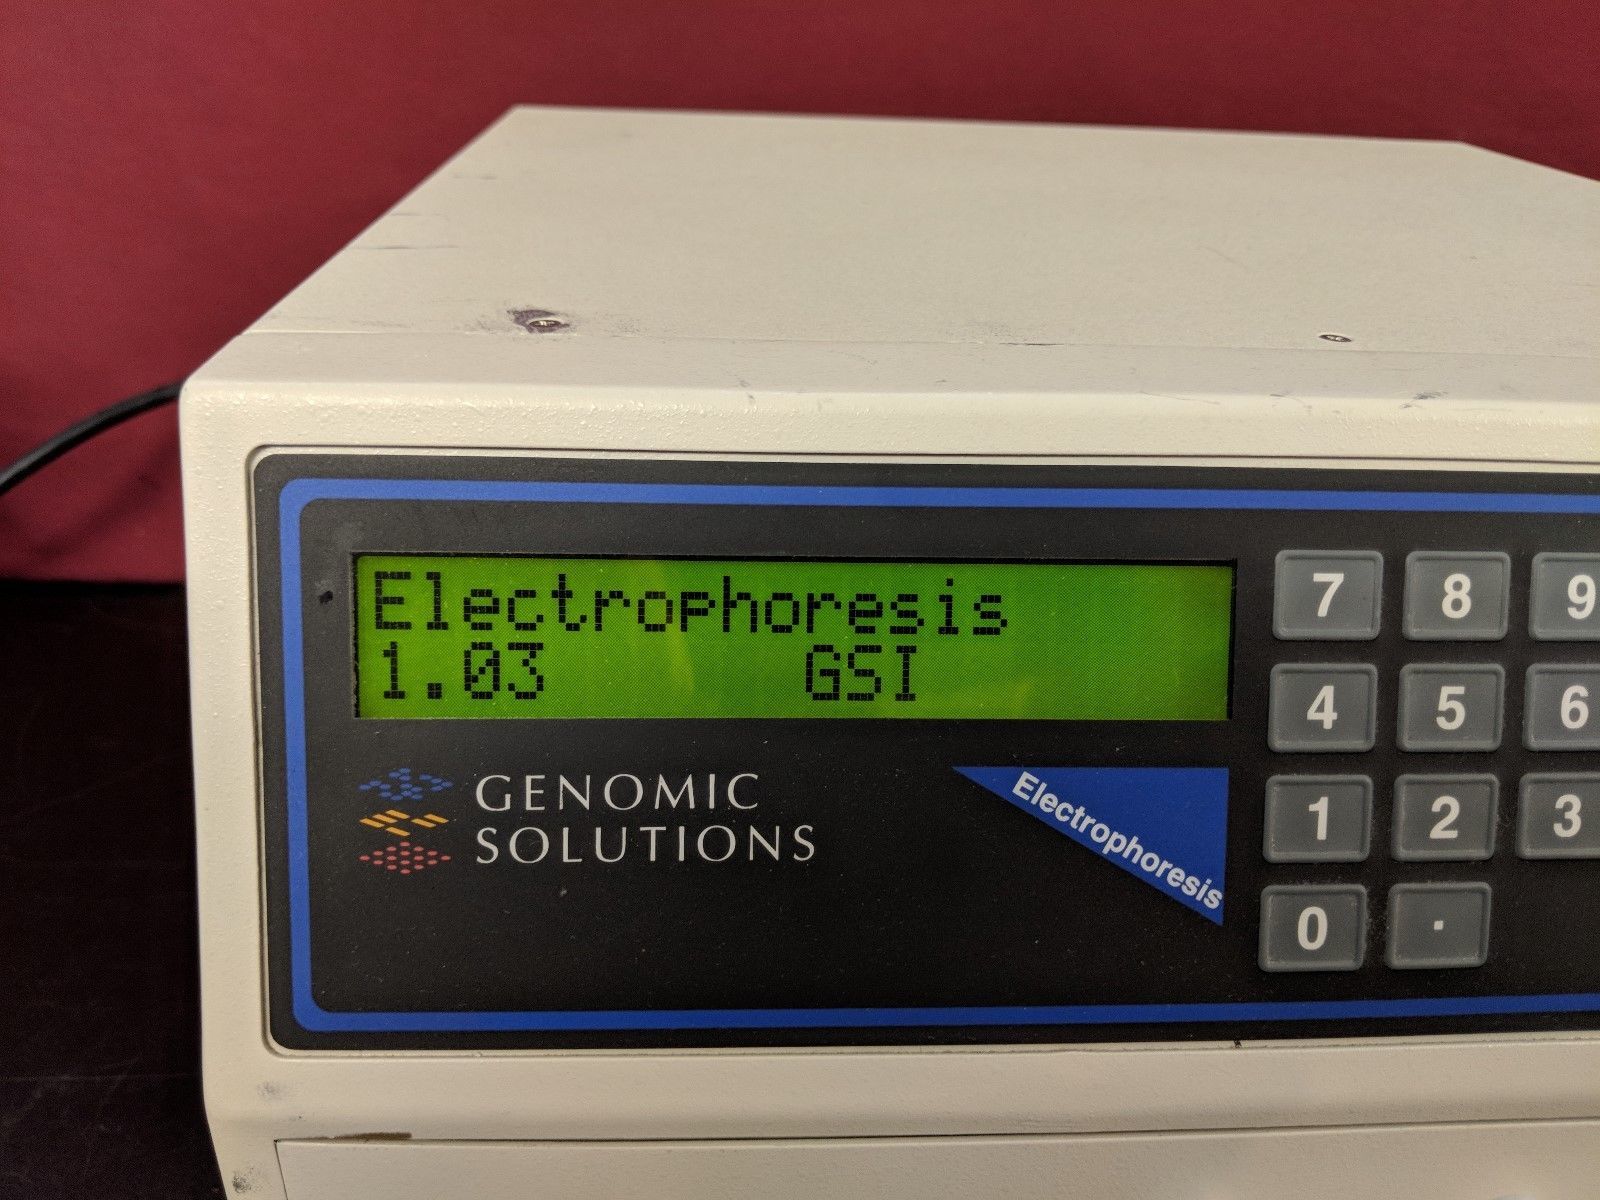 Electrophoresis
1.03 GSI
GENOMIC
SOLUTIONS
Electrophoresis
7 8 9
4 5 6
1 2 3
0 .